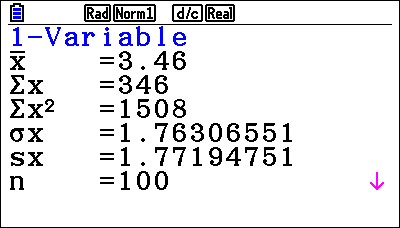 Rad Norm1 d/c Real
1-Variable
x̄ =3.46
Σx =346
Σx² =1508
σx =1.76306551
sx =1.77194751
n =100